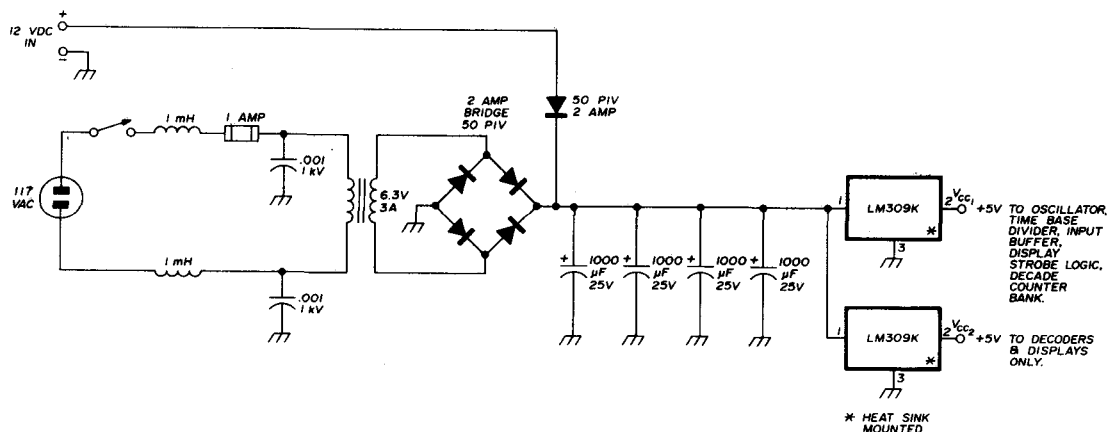 12 VDC
IN
+
−
1 mH
1 AMP
.001
1 kV
117
VAC
1 mH
.001
1 kV
6.3V
3A
2 AMP
BRIDGE
50 PIV
50 PIV
2 AMP
+
1000
µF
25V
+
1000
µF
25V
+
1000
µF
25V
+
1000
µF
25V
1
LM309K
*
2
3
VCC1
+5V
TO OSCILLATOR,
TIME BASE
DIVIDER, INPUT
BUFFER,
DISPLAY
STROBE LOGIC,
DECADE
COUNTER
BANK.
1
LM309K
*
2
3
VCC2
+5V
TO DECODERS
& DISPLAYS
ONLY.
* HEAT SINK
MOUNTED